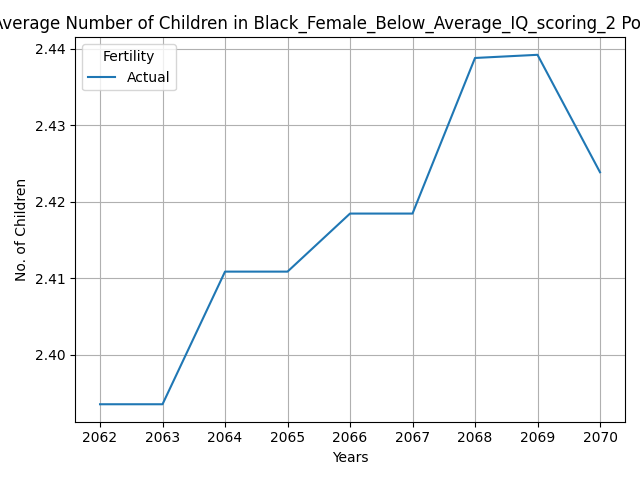 verage Number of Children in Black_Female_Below_Average_IQ_scoring_2 Po
Fertility
Actual
2.44
2.43
2.42
2.41
2.40
No. of Children
2062 2063 2064 2065 2066 2067 2068 2069 2070
Years